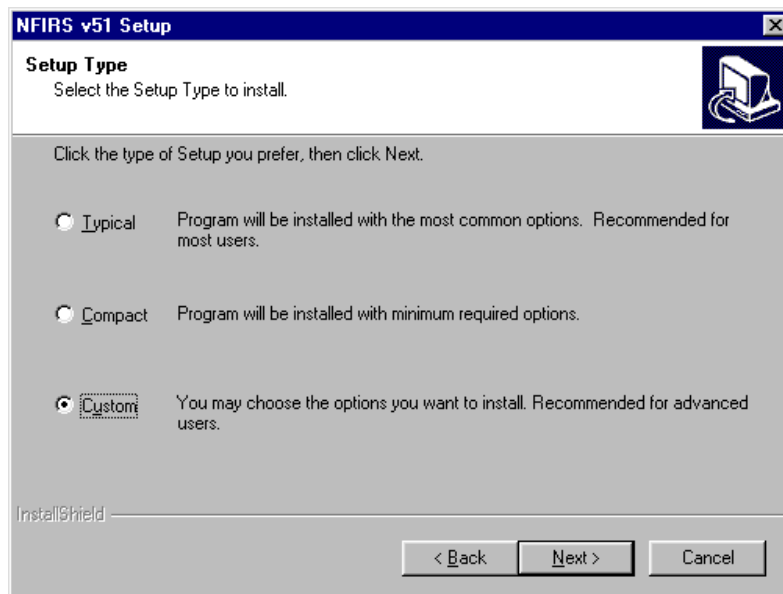 NFIRS v51 Setup
Setup Type
Select the Setup Type to install.
Click the type of Setup you prefer, then click Next.
Typical Program will be installed with the most common options.  Recommended for
most users.
Compact Program will be installed with minimum required options.
Custom You may choose the options you want to install. Recommended for advanced
users.
InstallShield
< Back Next > Cancel